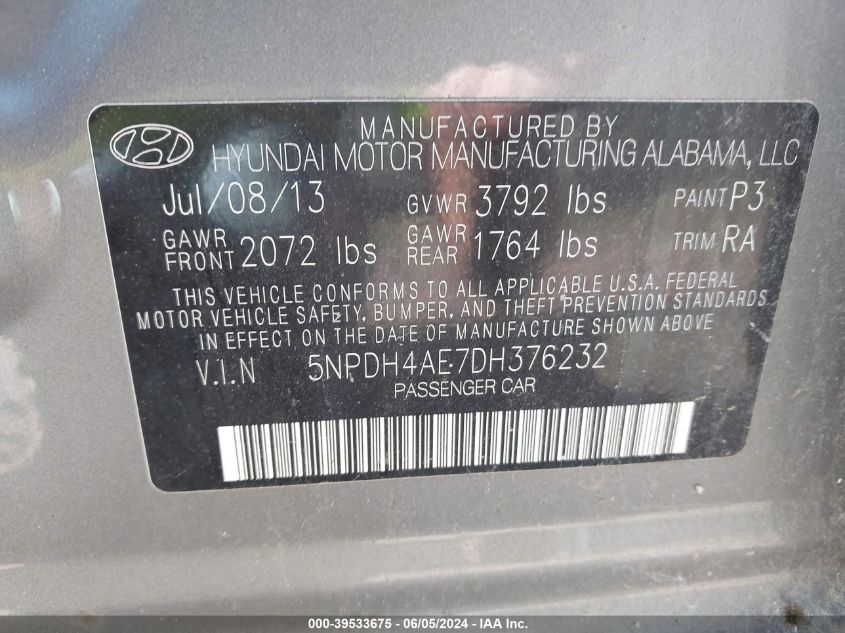 MANUFACTURED BY
HYUNDAI MOTOR MANUFACTURING ALABAMA, LLC
Jul/08/13 GVWR 3792 lbs PAINT P3
GAWR FRONT 2072 lbs GAWR REAR 1764 lbs TRIM RA
THIS VEHICLE CONFORMS TO ALL APPLICABLE U.S.A. FEDERAL
MOTOR VEHICLE SAFETY, BUMPER, AND THEFT PREVENTION STANDARDS
IN EFFECT ON THE DATE OF MANUFACTURE SHOWN ABOVE
V.I.N 5NPDH4AE7DH376232
PASSENGER CAR
000-39533675 - 06/05/2024 - IAA Inc.